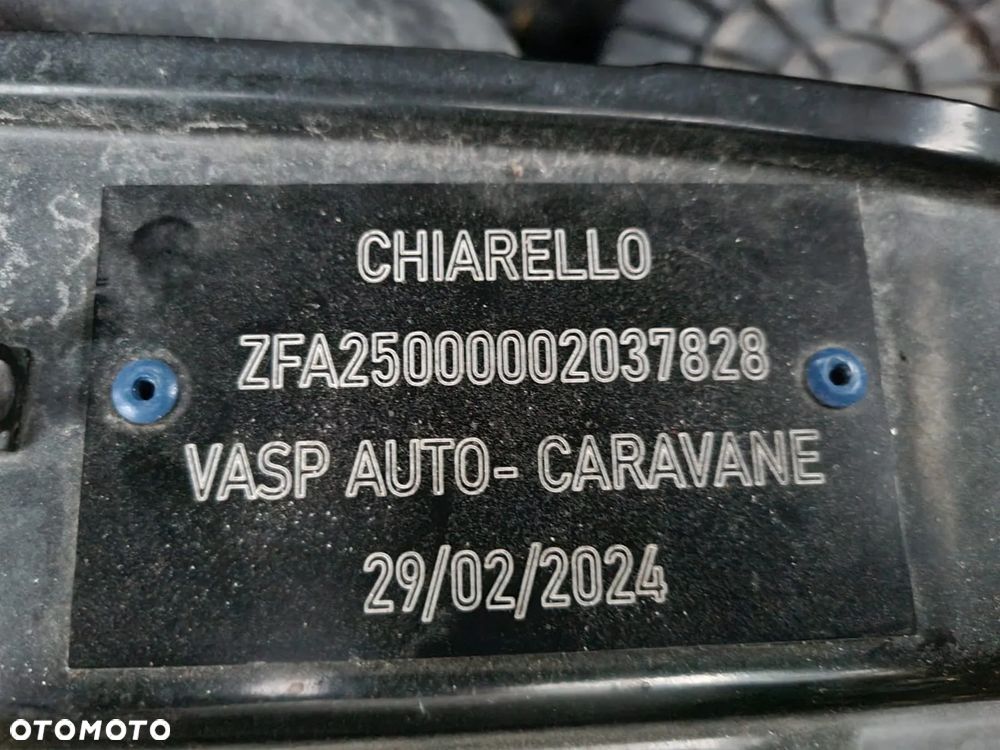 CHIARELLO
ZFA25000002037828
VASP AUTO- CARAVANE
29/02/2024
OTOMOTO